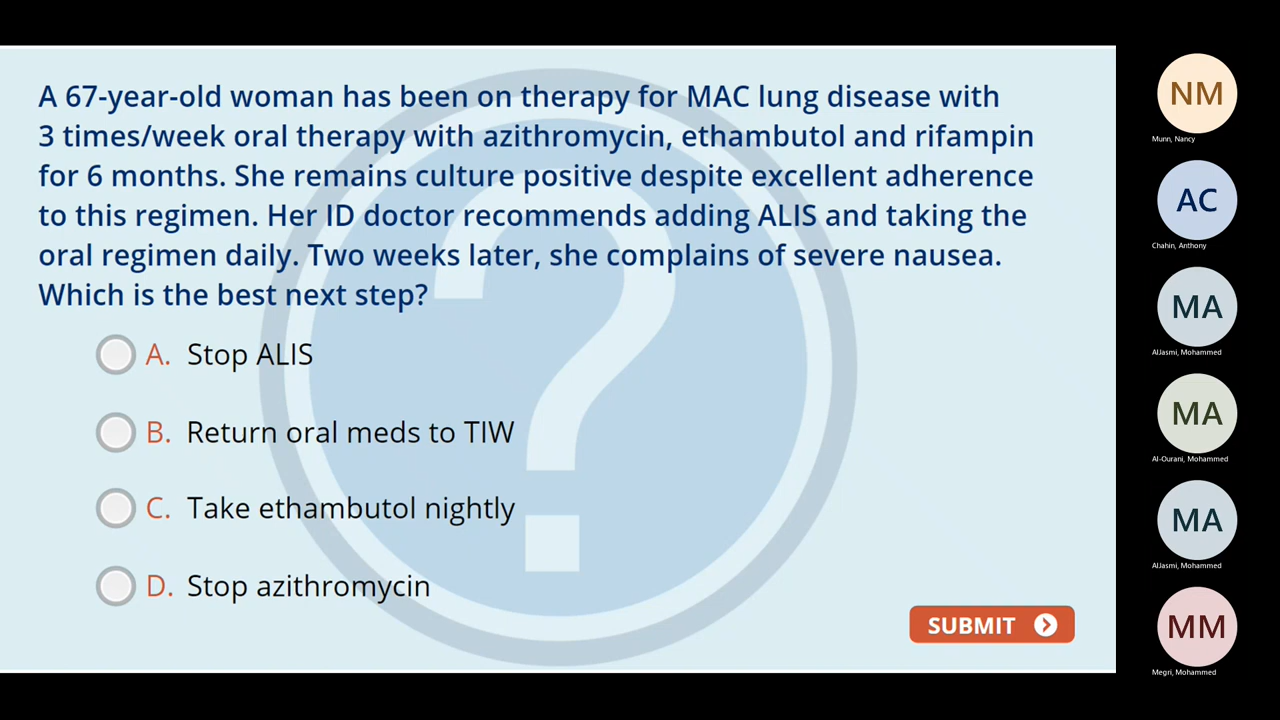 A 67-year-old woman has been on therapy for MAC lung disease with
3 times/week oral therapy with azithromycin, ethambutol and rifampin
for 6 months. She remains culture positive despite excellent adherence
to this regimen. Her ID doctor recommends adding ALIS and taking the
oral regimen daily. Two weeks later, she complains of severe nausea.
Which is the best next step?
A. Stop ALIS
B. Return oral meds to TIW
C. Take ethambutol nightly
D. Stop azithromycin
SUBMIT
NM
Munn, Nancy
AC
Chahin, Anthony
MA
AlJasmi, Mohammed
MA
Al-Ourani, Mohammed
MA
AlJasmi, Mohammed
MM
Megri, Mohammed